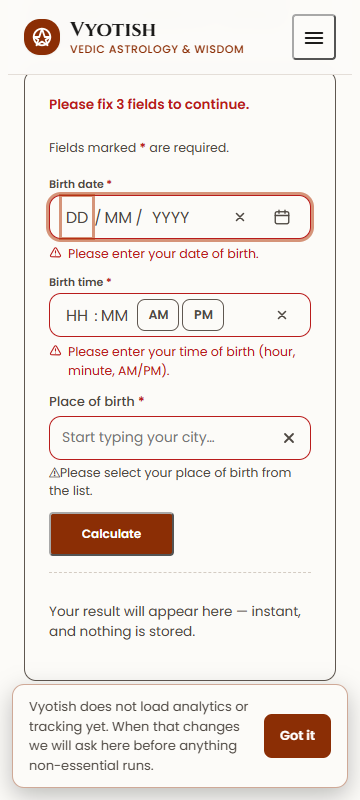 Vyotish
VEDIC ASTROLOGY & WISDOM
Please fix 3 fields to continue.
Fields marked * are required.
Birth date *
DD / MM / YYYY
Please enter your date of birth.
Birth time *
HH : MM AM PM
Please enter your time of birth (hour,
minute, AM/PM).
Place of birth *
Start typing your city…
Please select your place of birth from
the list.
Calculate
Your result will appear here — instant,
and nothing is stored.
Vyotish does not load analytics or
tracking yet. When that changes
we will ask here before anything
non-essential runs.
Got it